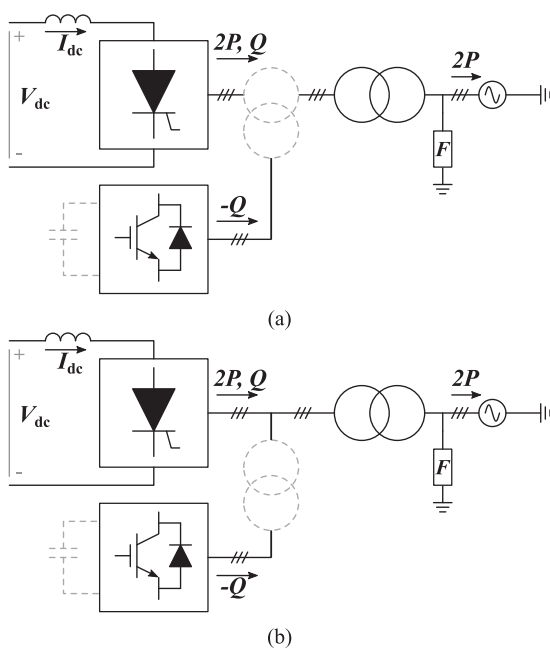 +
I_dc
2P, Q
2P
V_dc
-
F
-Q
(a)
+
I_dc
2P, Q
2P
V_dc
-
F
-Q
(b)